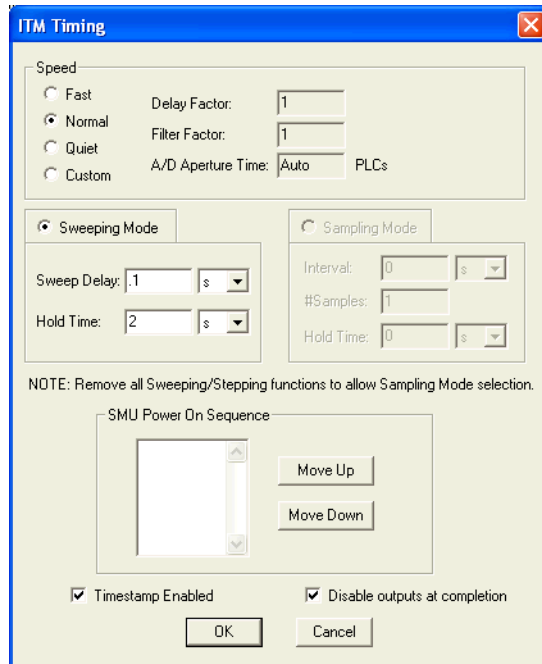 ITM Timing
Speed
Fast
Normal
Quiet
Custom
Delay Factor: 1
Filter Factor: 1
A/D Aperture Time: Auto PLCs
Sweeping Mode
Sweep Delay: .1 s
Hold Time: 2 s
Sampling Mode
Interval: 0 s
#Samples: 1
Hold Time: 0 s
NOTE: Remove all Sweeping/Stepping functions to allow Sampling Mode selection.
SMU Power On Sequence
Move Up
Move Down
Timestamp Enabled
Disable outputs at completion
OK
Cancel